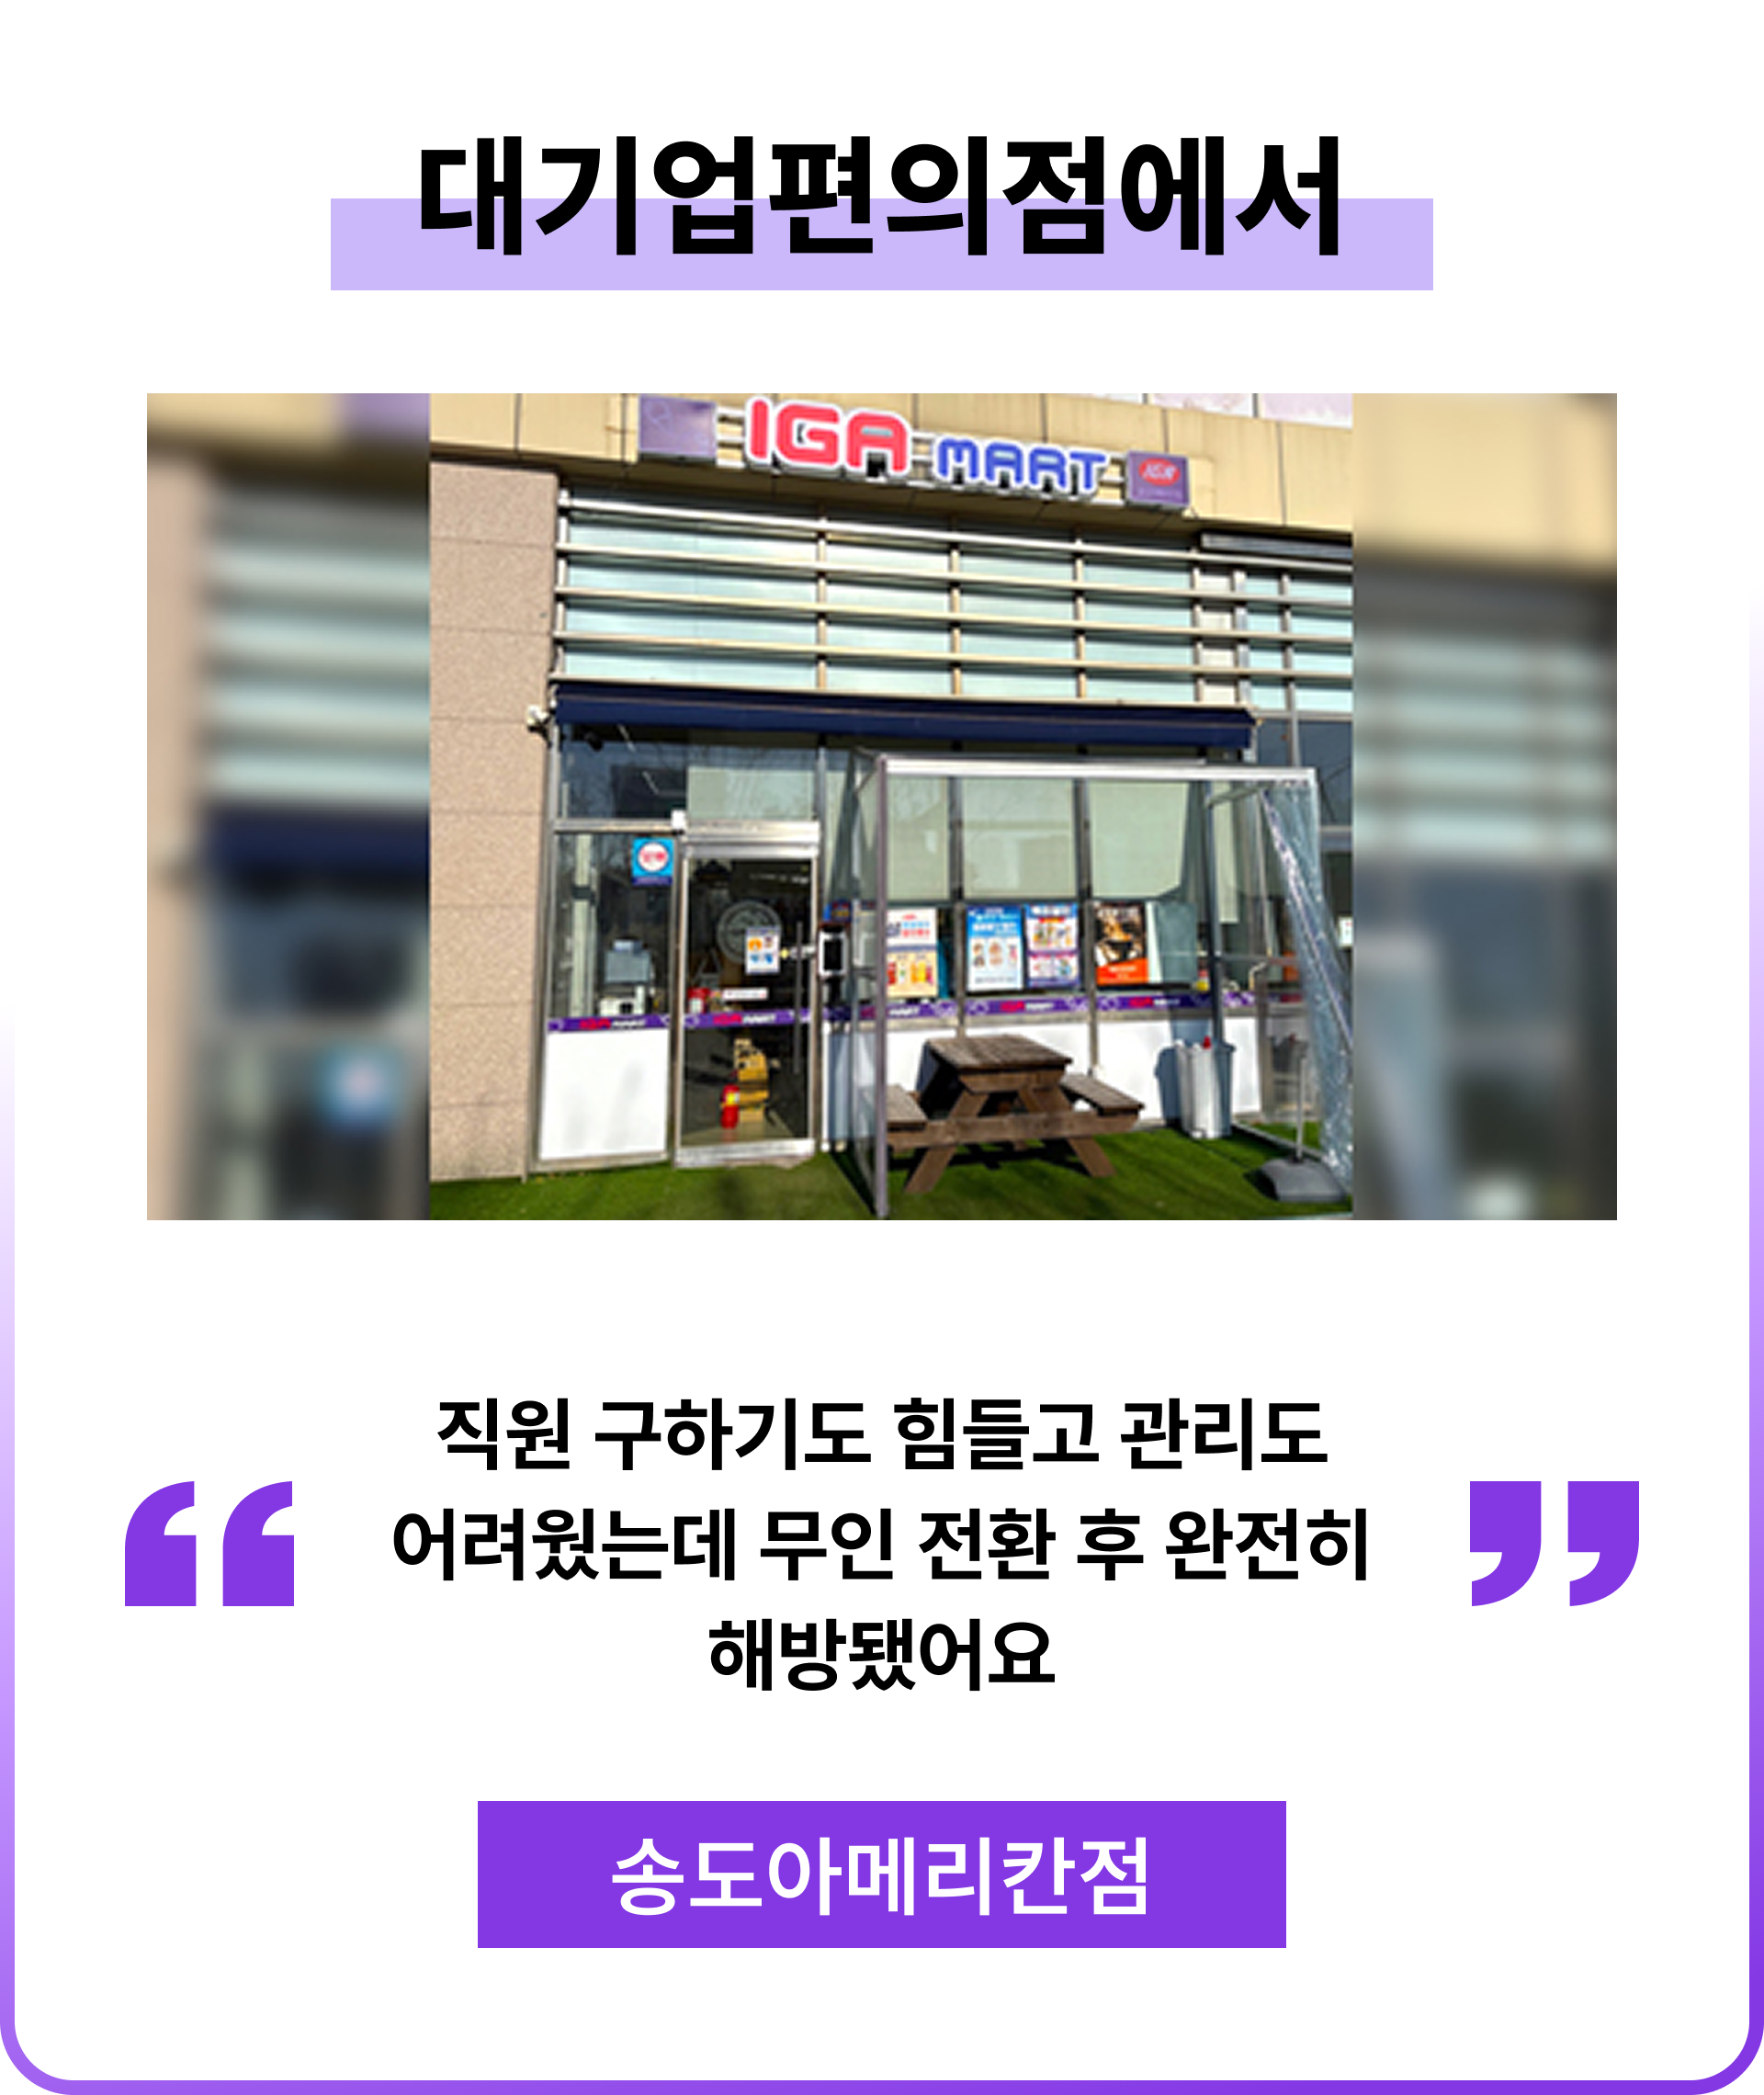 대기업편의점에서
IGA MART
IGA
직원 구하기도 힘들고 관리도
어려웠는데 무인 전환 후 완전히
해방됐어요
송도아메리칸점